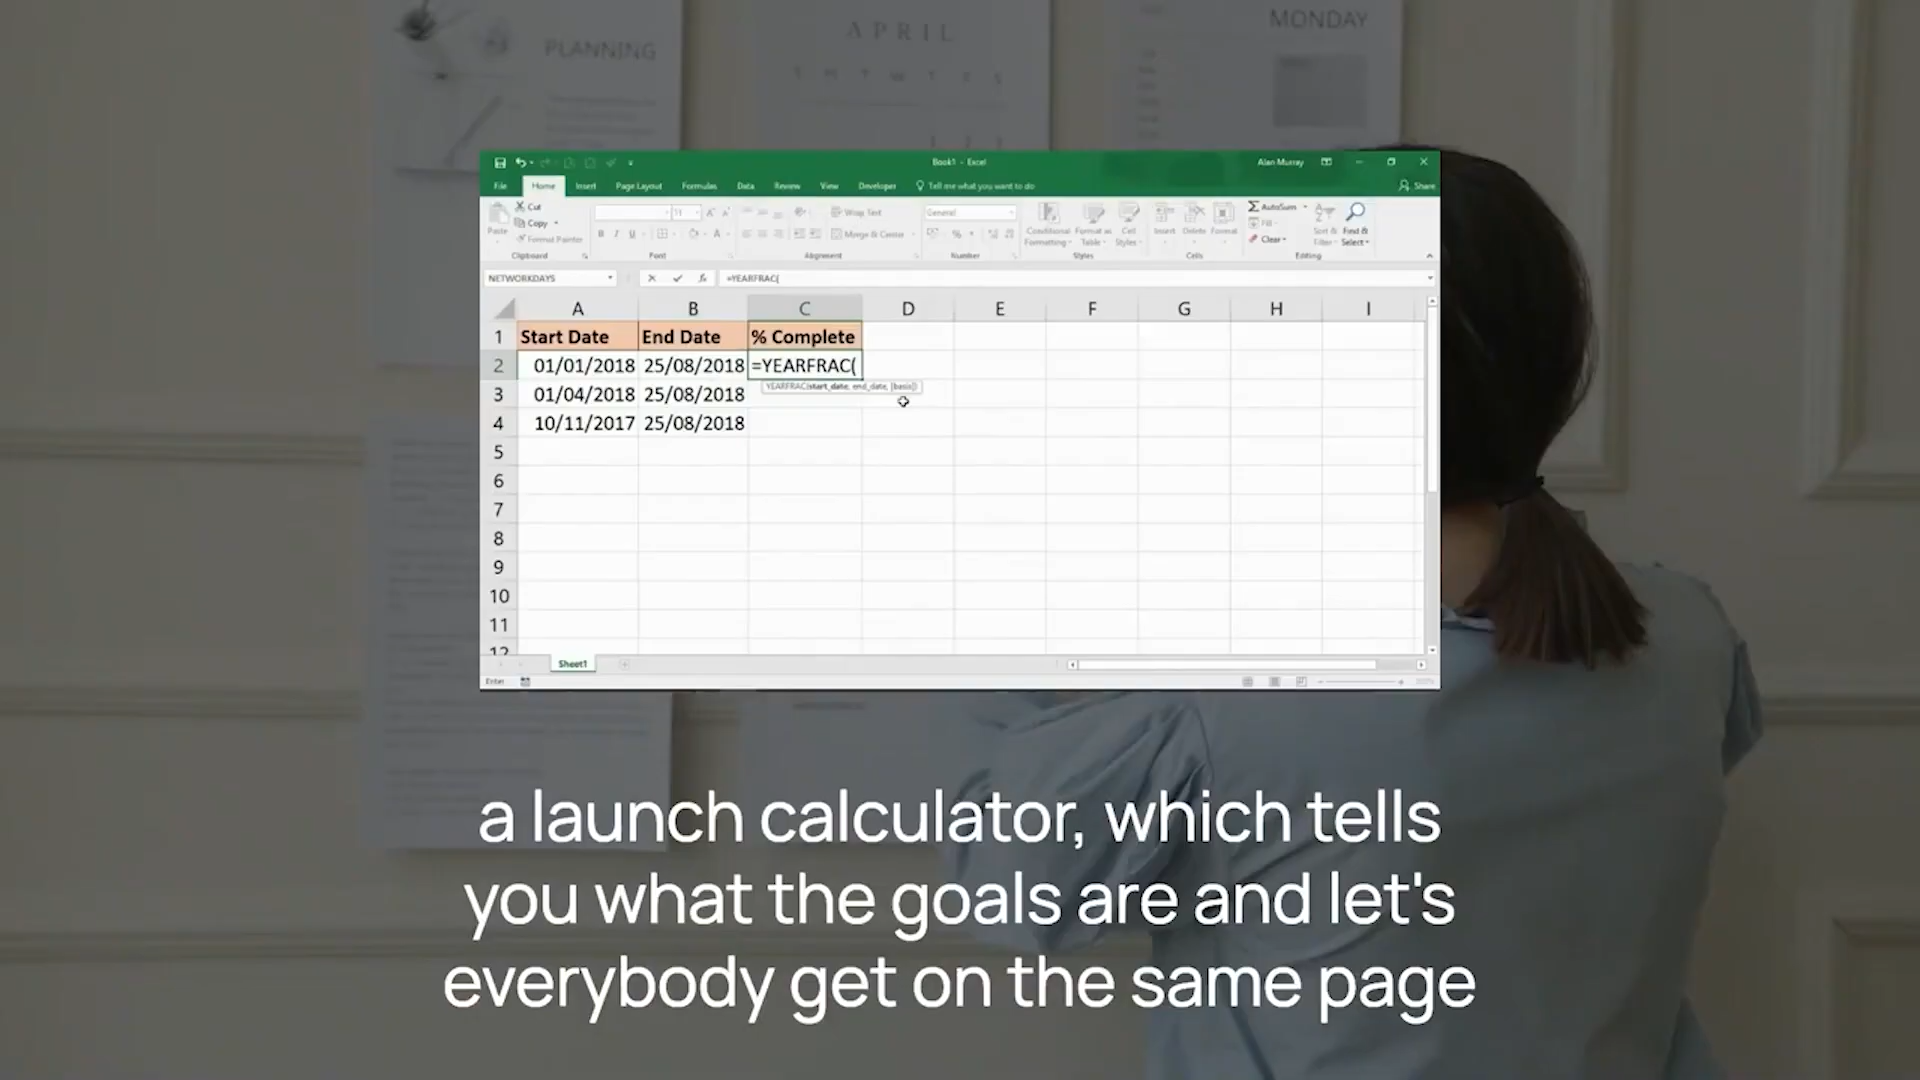 PLANNING
APRIL
MONDAY
Book1 - Excel
Alan Murray
File Home Insert Page Layout Formulas Data Review View Developer Tell me what you want to do Share
Cut
Copy
Format Painter
Paste
Clipboard
11
Font
Wrap Text
Merge & Center
Alignment
General
Number
Conditional Formatting
Format as Table
Cell Styles
Styles
Insert Delete Format
Cells
AutoSum
Fill
Clear
Sort & Filter
Find & Select
Editing
NETWORKDAYS
=YEARFRAC(
A B C D E F G H I
1 Start Date End Date % Complete
2 01/01/2018 25/08/2018 =YEARFRAC(
YEARFRAC(start_date, end_date, [basis])
3 01/04/2018 25/08/2018
4 10/11/2017 25/08/2018
5
6
7
8
9
10
11
12
Sheet1
Enter
a launch calculator, which tells
you what the goals are and let's
everybody get on the same page